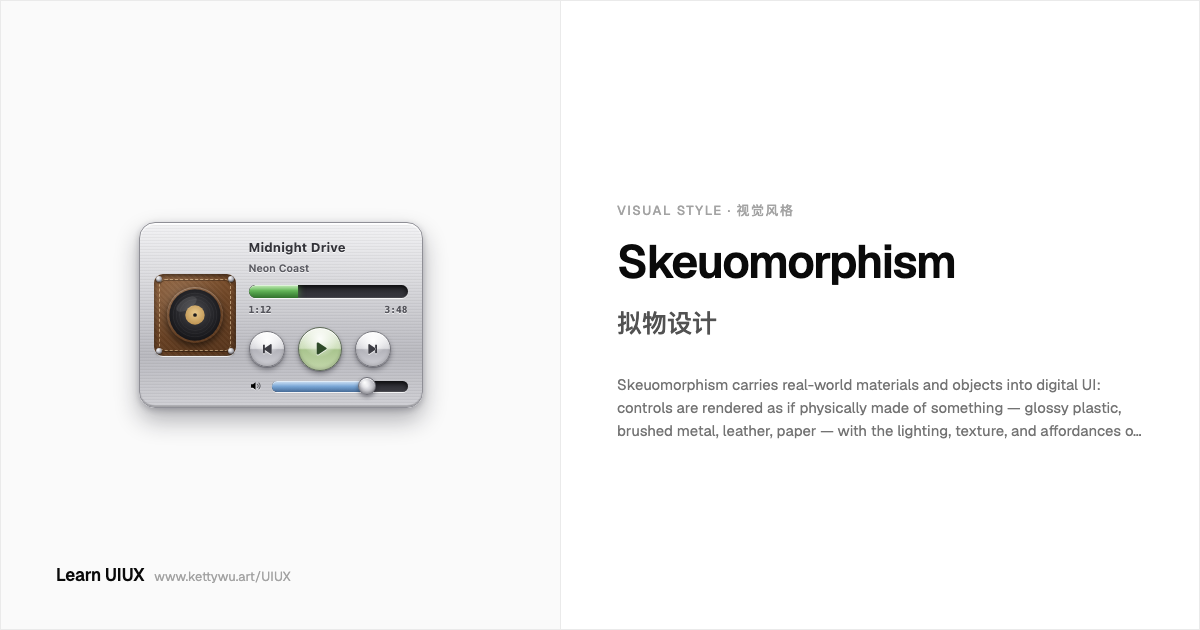 Midnight Drive
Neon Coast
1:12
3:48
Learn UIUX www.kettywu.art/UIUX
VISUAL STYLE · 视觉风格
Skeuomorphism
拟物设计
Skeuomorphism carries real-world materials and objects into digital UI:
controls are rendered as if physically made of something — glossy plastic,
brushed metal, leather, paper — with the lighting, texture, and affordances o...